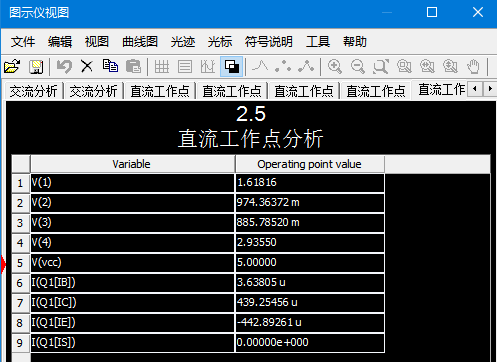 图示仪视图
文件 编辑 视图 曲线图 光迹 光标 符号说明 工具 帮助
交流分析 交流分析 直流工作点 直流工作点 直流工作点 直流工作点 直流工作
2.5
直流工作点分析
Variable Operating point value
1 V(1) 1.61816
2 V(2) 974.36372 m
3 V(3) 885.78520 m
4 V(4) 2.93550
5 V(vcc) 5.00000
6 I(Q1[IB]) 3.63805 u
7 I(Q1[IC]) 439.25456 u
8 I(Q1[IE]) -442.89261 u
9 I(Q1[IS]) 0.00000e+000